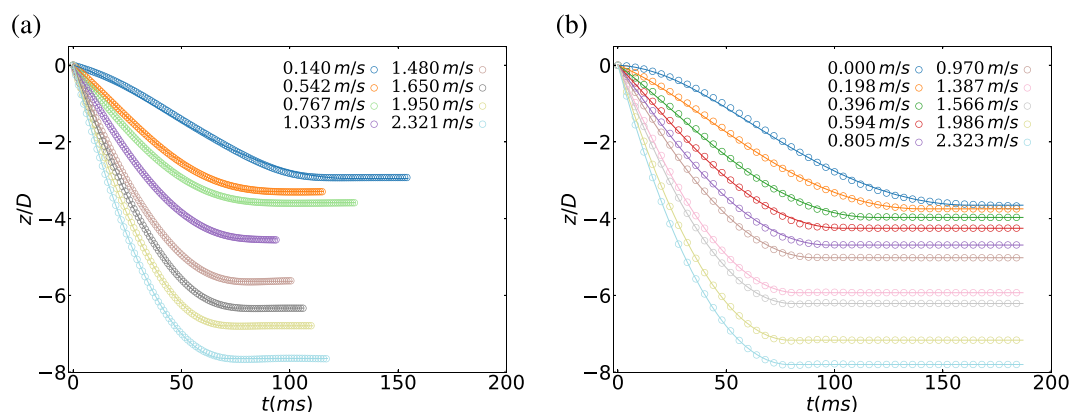 (a)
0.140 m/s 1.480 m/s
0.542 m/s 1.650 m/s
0.767 m/s 1.950 m/s
1.033 m/s 2.321 m/s
0
−2
−4
−6
−8
z/D
0 50 100 150 200
t(ms)
(b)
0.000 m/s 0.970 m/s
0.198 m/s 1.387 m/s
0.396 m/s 1.566 m/s
0.594 m/s 1.986 m/s
0.805 m/s 2.323 m/s
0
−2
−4
−6
−8
z/D
0 50 100 150 200
t(ms)